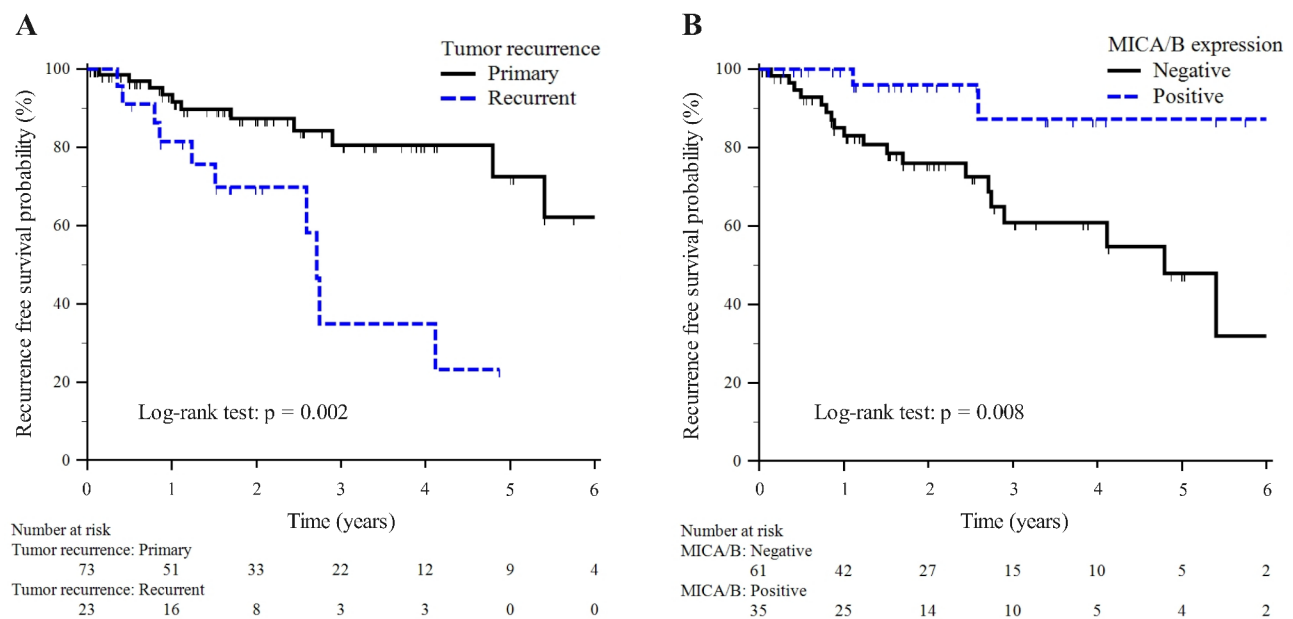 A
Tumor recurrence
Primary
Recurrent
Recurrence free survival probability (%)
100
80
60
40
20
0
Log-rank test: p = 0.002
0 1 2 3 4 5 6
Time (years)
Number at risk
Tumor recurrence: Primary
73 51 33 22 12 9 4
Tumor recurrence: Recurrent
23 16 8 3 3 0 0
B
MICA/B expression
Negative
Positive
Recurrence free survival probability (%)
100
80
60
40
20
0
Log-rank test: p = 0.008
0 1 2 3 4 5 6
Time (years)
Number at risk
MICA/B: Negative
61 42 27 15 10 5 2
MICA/B: Positive
35 25 14 10 5 4 2